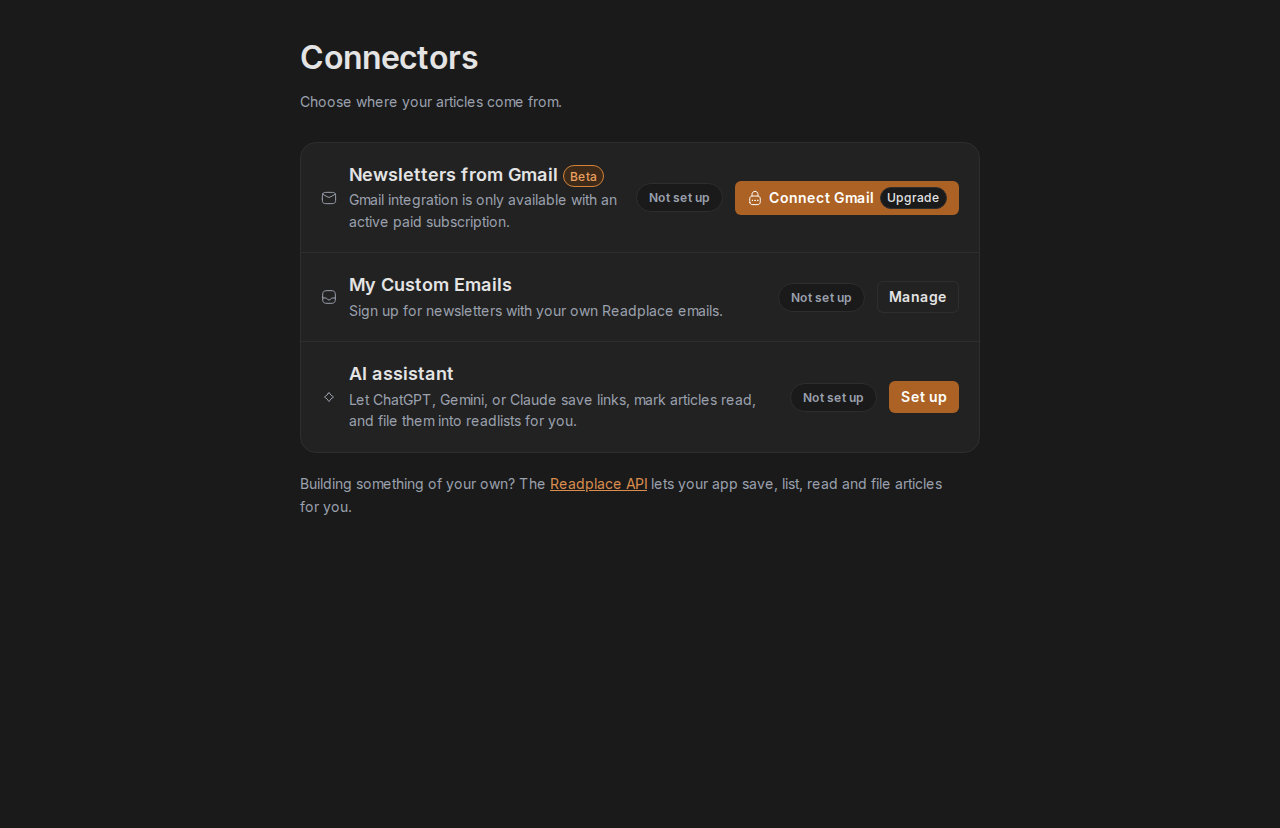 Connectors
Choose where your articles come from.
Newsletters from Gmail Beta
Gmail integration is only available with an
active paid subscription.
Not set up
Connect Gmail Upgrade
My Custom Emails
Sign up for newsletters with your own Readplace emails.
Not set up
Manage
AI assistant
Let ChatGPT, Gemini, or Claude save links, mark articles read,
and file them into readlists for you.
Not set up
Set up
Building something of your own? The Readplace API lets your app save, list, read and file articles
for you.